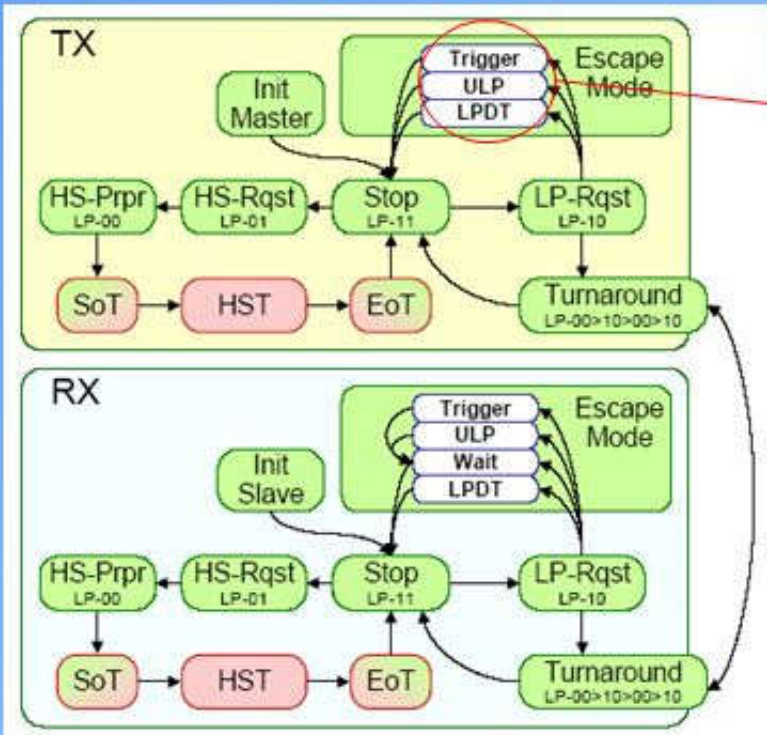 TX
Trigger
ULP
LPDT
Escape
Mode
Init
Master
HS-Prpr
LP-00
HS-Rqst
LP-01
Stop
LP-11
LP-Rqst
LP-10
SoT
HST
EoT
Turnaround
LP-00>10>00>10
RX
Trigger
ULP
Wait
LPDT
Escape
Mode
Init
Slave
HS-Prpr
LP-00
HS-Rqst
LP-01
Stop
LP-11
LP-Rqst
LP-10
SoT
HST
EoT
Turnaround
LP-00>10>00>10